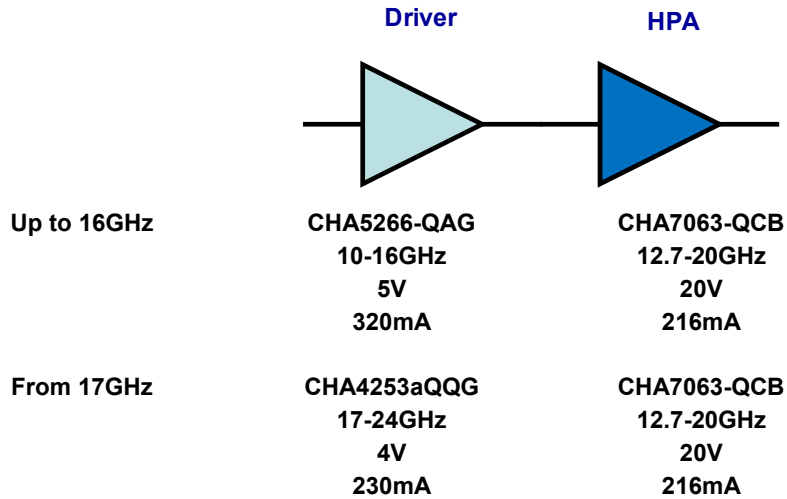 Driver HPA
Up to 16GHz CHA5266-QAG CHA7063-QCB
10-16GHz 12.7-20GHz
5V 20V
320mA 216mA
From 17GHz CHA4253aQQG CHA7063-QCB
17-24GHz 12.7-20GHz
4V 20V
230mA 216mA